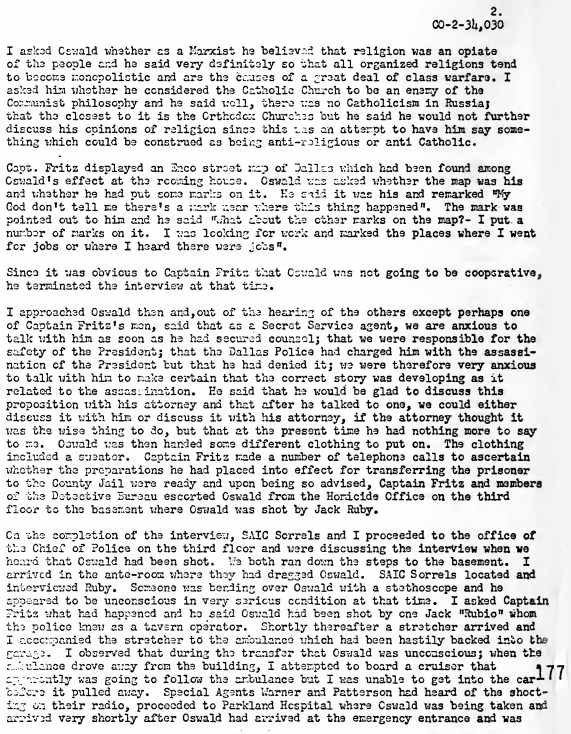 2.
CO-2-34,030
I asked Oswald whether as a Marxist he believed that religion was an opiate
of the people and he said very definitely so that all organized religions tend
to become monopolistic and are the causes of a great deal of class warfare. I
asked him whether he considered the Catholic Church to be an enemy of the
Communist philosophy and he said well, there was no Catholicism in Russia;
that the closest to it is the Orthodox Churches but he said he would not further
discuss his opinions of religion since this was an attempt to have him say some-
thing which could be construed as being anti-religious or anti Catholic.
Capt. Fritz displayed an Enco street map of Dallas which had been found among
Oswald's effect at the rooming house. Oswald was asked whether the map was his
and whether he had put some marks on it. He said it was his and remarked "My
God don't tell me there's a mark near where this thing happened". The mark was
pointed out to him and he said "What about the other marks on the map?- I put a
number of marks on it. I was looking for work and marked the places where I went
for jobs or where I heard there were jobs".
Since it was obvious to Captain Fritz that Oswald was not going to be cooperative,
he terminated the interview at that time.
I approached Oswald then and, out of the hearing of the others except perhaps one
of Captain Fritz's men, said that as a Secret Service agent, we are anxious to
talk with him as soon as he had secured counsel; that we were responsible for the
safety of the President; that the Dallas Police had charged him with the assassi-
nation of the President but that he had denied it; we were therefore very anxious
to talk with him to make certain that the correct story was developing as it
related to the assassination. He said that he would be glad to discuss this
proposition with his attorney and that after he talked to one, we could either
discuss it with him or discuss it with his attorney, if the attorney thought it
was the wise thing to do, but that at the present time he had nothing more to say
to me. Oswald was then handed some different clothing to put on. The clothing
included a sweater. Captain Fritz made a number of telephone calls to ascertain
whether the preparations he had placed into effect for transferring the prisoner
to the County Jail were ready and upon being so advised, Captain Fritz and members
of the Detective Bureau escorted Oswald from the Homicide Office on the third
floor to the basement where Oswald was shot by Jack Ruby.
On the completion of the interview, SAIC Sorrels and I proceeded to the office of
the Chief of Police on the third floor and were discussing the interview when we
heard that Oswald had been shot. We both ran down the steps to the basement. I
arrived in the ante-room where they had dragged Oswald. SAIC Sorrels located and
interviewed Ruby. Someone was bending over Oswald with a stethoscope and he
appeared to be unconscious in very serious condition at that time. I asked Captain
Fritz what had happened and he said Oswald had been shot by one Jack "Rubio" whom
the police knew as a tavern operator. Shortly thereafter a stretcher arrived and
I accompanied the stretcher to the ambulance which had been hastily backed into the
garage. I observed that during the transfer that Oswald was unconscious; when the
ambulance drove away from the building, I attempted to board a cruiser that
apparently was going to follow the ambulance but I was unable to get into the car
before it pulled away. Special Agents Warner and Patterson had heard of the shoot-
ing on their radio, proceeded to Parkland Hospital where Oswald was being taken and
arrived very shortly after Oswald had arrived at the emergency entrance and was
177